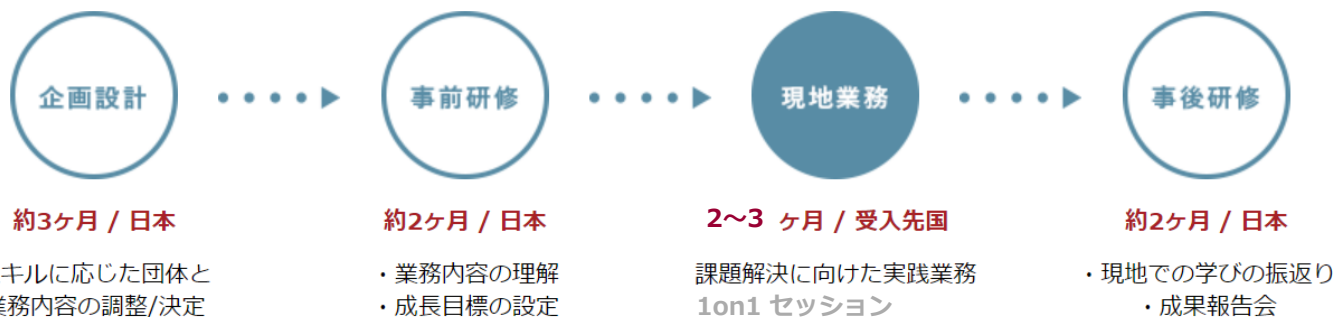 企画設計
事前研修
現地業務
事後研修
約3ヶ月 / 日本
約2ヶ月 / 日本
2〜3 ヶ月 / 受入先国
約2ヶ月 / 日本
キルに応じた団体と
・業務内容の理解
課題解決に向けた実践業務
・現地での学びの振返り
業務内容の調整/決定
・成長目標の設定
1on1 セッション
・成果報告会